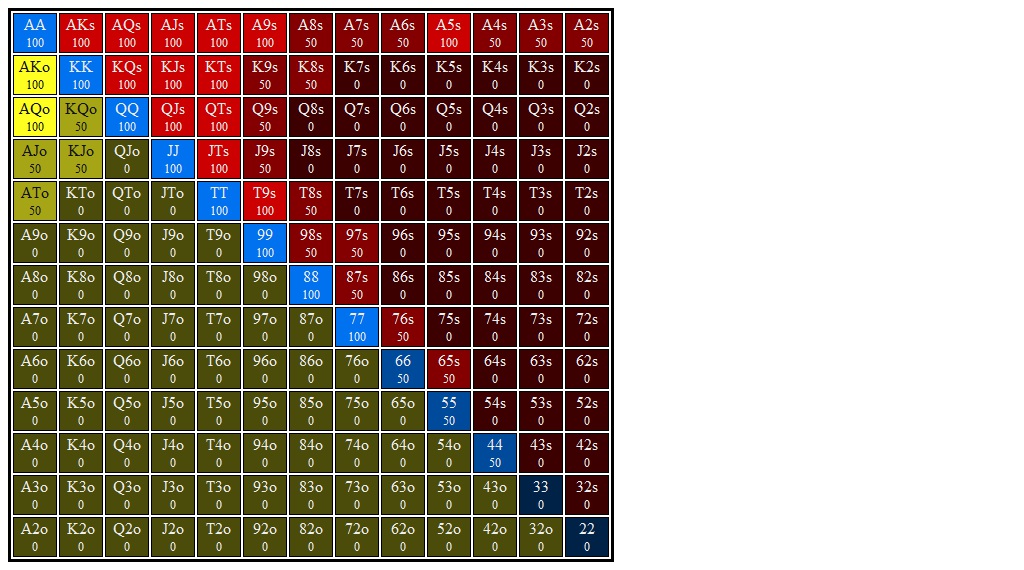 AA AKs AQs AJs ATs A9s A8s A7s A6s A5s A4s A3s A2s
100 100 100 100 100 100 50 50 50 100 50 50 50
AKo KK KQs KJs KTs K9s K8s K7s K6s K5s K4s K3s K2s
100 100 100 100 100 50 50 0 0 0 0 0 0
AQo KQo QQ QJs QTs Q9s Q8s Q7s Q6s Q5s Q4s Q3s Q2s
100 50 100 100 100 50 0 0 0 0 0 0 0
AJo KJo QJo JJ JTs J9s J8s J7s J6s J5s J4s J3s J2s
50 50 0 100 100 50 0 0 0 0 0 0 0
ATo KTo QTo JTo TT T9s T8s T7s T6s T5s T4s T3s T2s
50 0 0 0 100 100 50 0 0 0 0 0 0
A9o K9o Q9o J9o T9o 99 98s 97s 96s 95s 94s 93s 92s
0 0 0 0 0 100 50 50 0 0 0 0 0
A8o K8o Q8o J8o T8o 98o 88 87s 86s 85s 84s 83s 82s
0 0 0 0 0 0 100 50 0 0 0 0 0
A7o K7o Q7o J7o T7o 97o 87o 77 76s 75s 74s 73s 72s
0 0 0 0 0 0 0 100 50 0 0 0 0
A6o K6o Q6o J6o T6o 96o 86o 76o 66 65s 64s 63s 62s
0 0 0 0 0 0 0 0 50 50 0 0 0
A5o K5o Q5o J5o T5o 95o 85o 75o 65o 55 54s 53s 52s
0 0 0 0 0 0 0 0 0 50 0 0 0
A4o K4o Q4o J4o T4o 94o 84o 74o 64o 54o 44 43s 42s
0 0 0 0 0 0 0 0 0 0 50 0 0
A3o K3o Q3o J3o T3o 93o 83o 73o 63o 53o 43o 33 32s
0 0 0 0 0 0 0 0 0 0 0 0 0
A2o K2o Q2o J2o T2o 92o 82o 72o 62o 52o 42o 32o 22
0 0 0 0 0 0 0 0 0 0 0 0 0